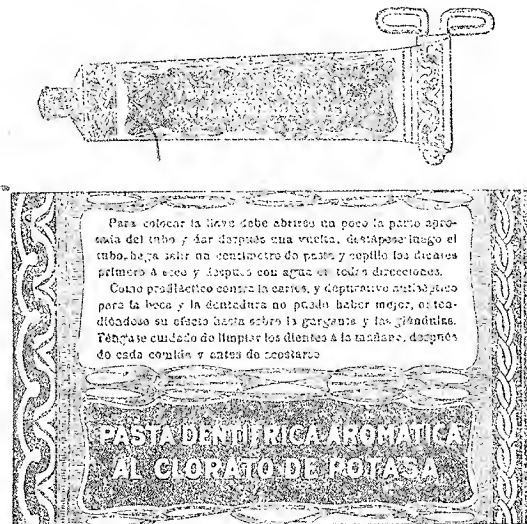 Para colocar la llave debe abrirse un poco la parte apre-
sada del tubo y dar después una vuelta, destápese luego el
tubo, haga salir un centímetro de pasta y cepille los dientes
primero á seco y después con agua en todas direcciones.
Como profiláctico contra la caries, y depurativo antiséptico
para la boca y la dentadura no puede haber mejor, exten-
diéndose su efecto hasta sobre la garganta y las glándulas.
Téngase cuidado de limpiar los dientes á la mañana, después
de cada comida y antes de acostarse
PASTA DENTIFRICA AROMATICA
AL CLORATO DE POTASA